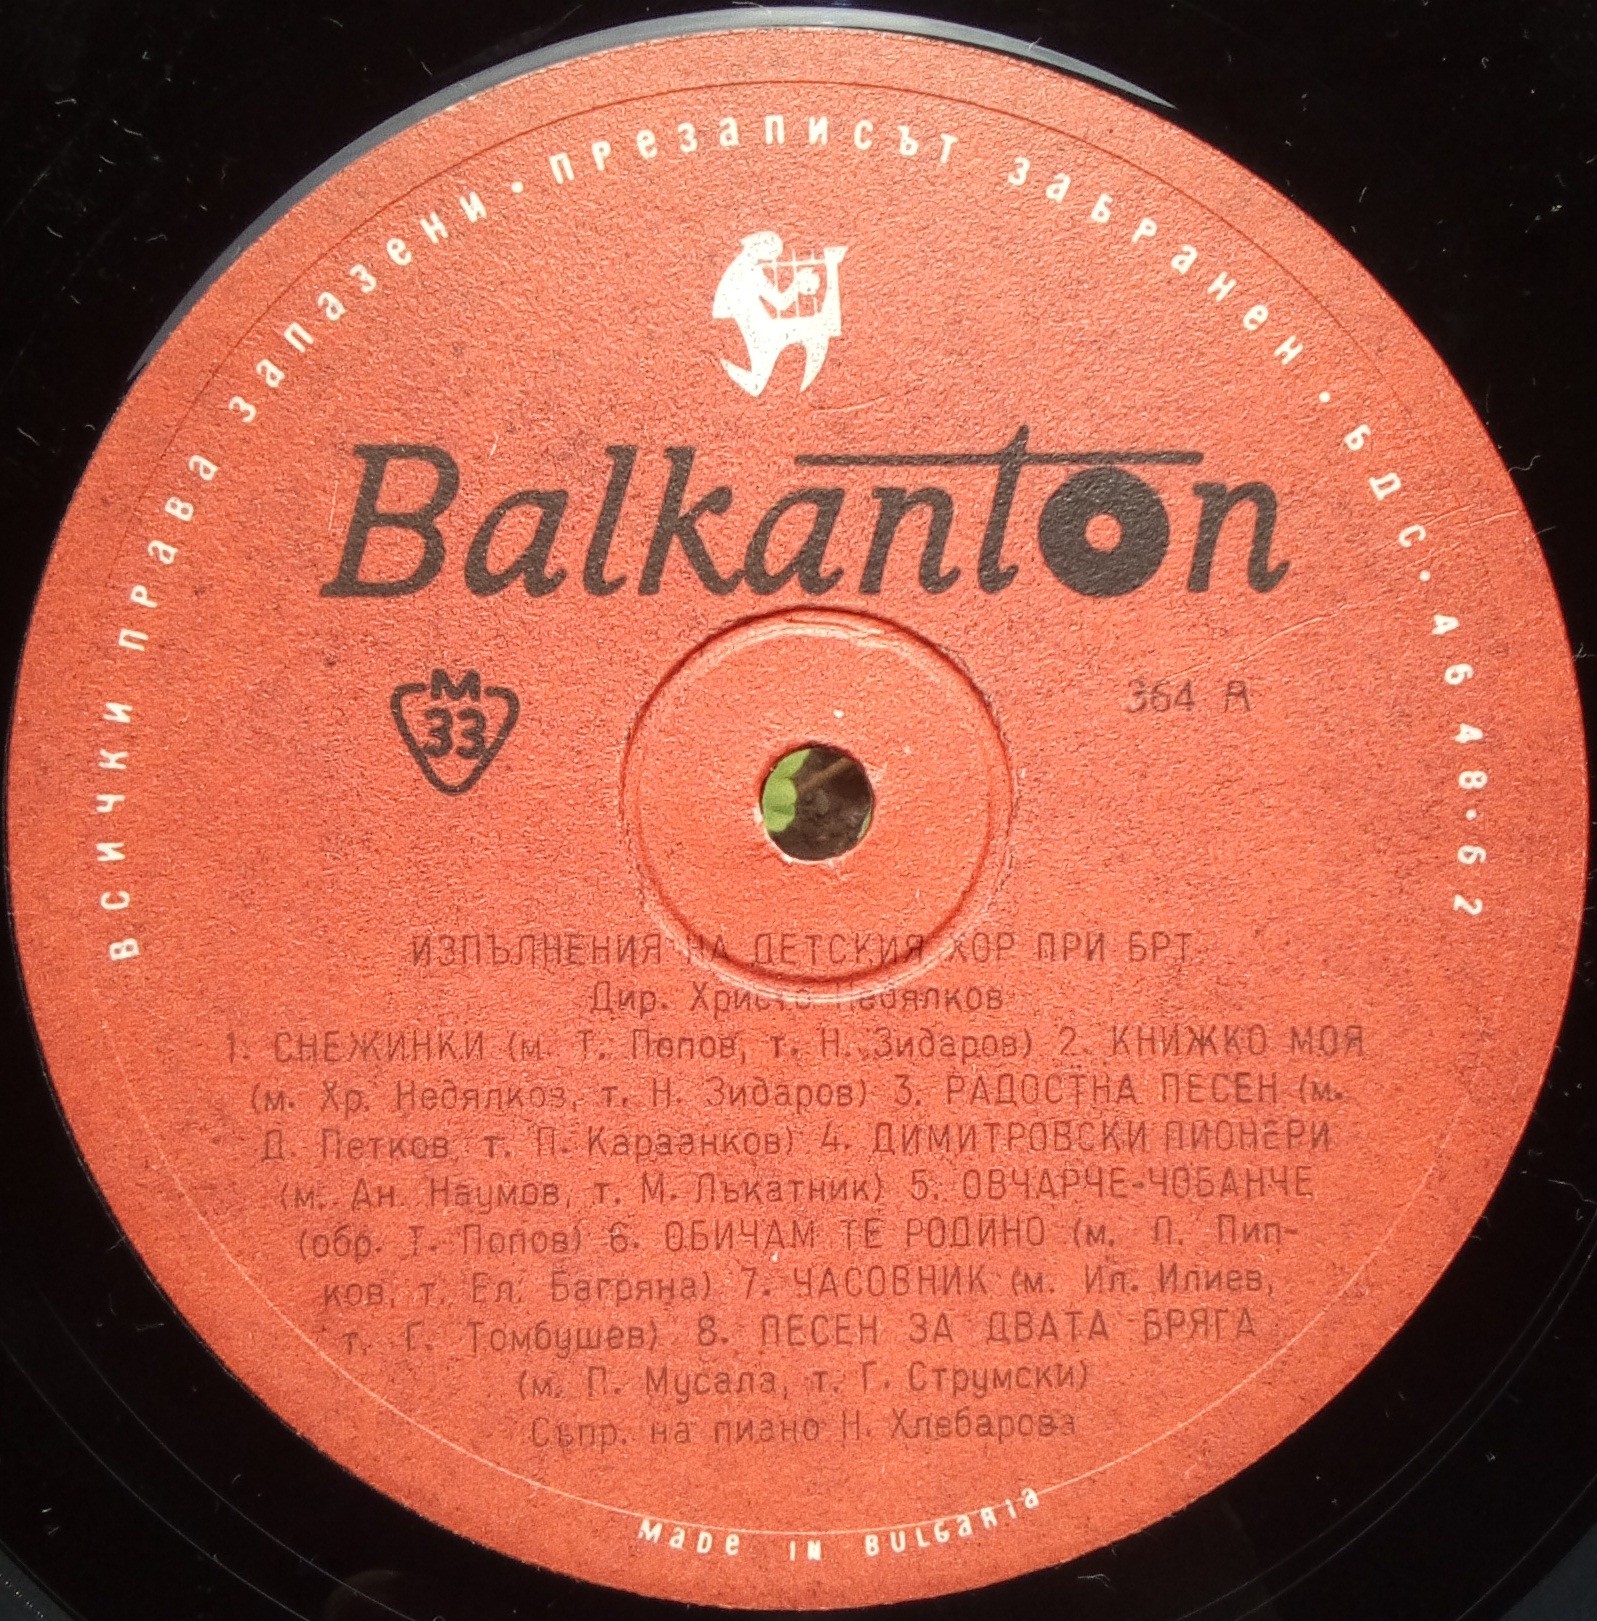 всички права запазени · презаписът забранен · БДС · 4648 · 62
Balkanton
М
33
364 А
ИЗПЪЛНЕНИЯ НА ДЕТСКИЯ ХОР ПРИ БРТ
Дир. Христо Недялков
1. СНЕЖИНКИ (м. Т. Попов, т. Н. Зидаров) 2. КНИЖКО МОЯ
(м. Хр. Недялков, т. Н. Зидаров) 3. РАДОСТНА ПЕСЕН (м.
Д. Петков, т. П. Караанков) 4. ДИМИТРОВСКИ ПИОНЕРИ
(м. Ан. Наумов, т. М. Лъкатник) 5. ОВЧАРЧЕ-ЧОБАНЧЕ
(обр. Т. Попов) 6. ОБИЧАМ ТЕ РОДИНО (м. П. Пип-
ков, т. Ел. Багряна) 7. ЧАСОВНИК (м. Ил. Илиев,
т. Г. Томбушев) 8. ПЕСЕН ЗА ДВАТА БРЯГА
(м. П. Мусала, т. Г. Струмски)
Съпр. на пиано Н. Хлебарова
made in Bulgaria